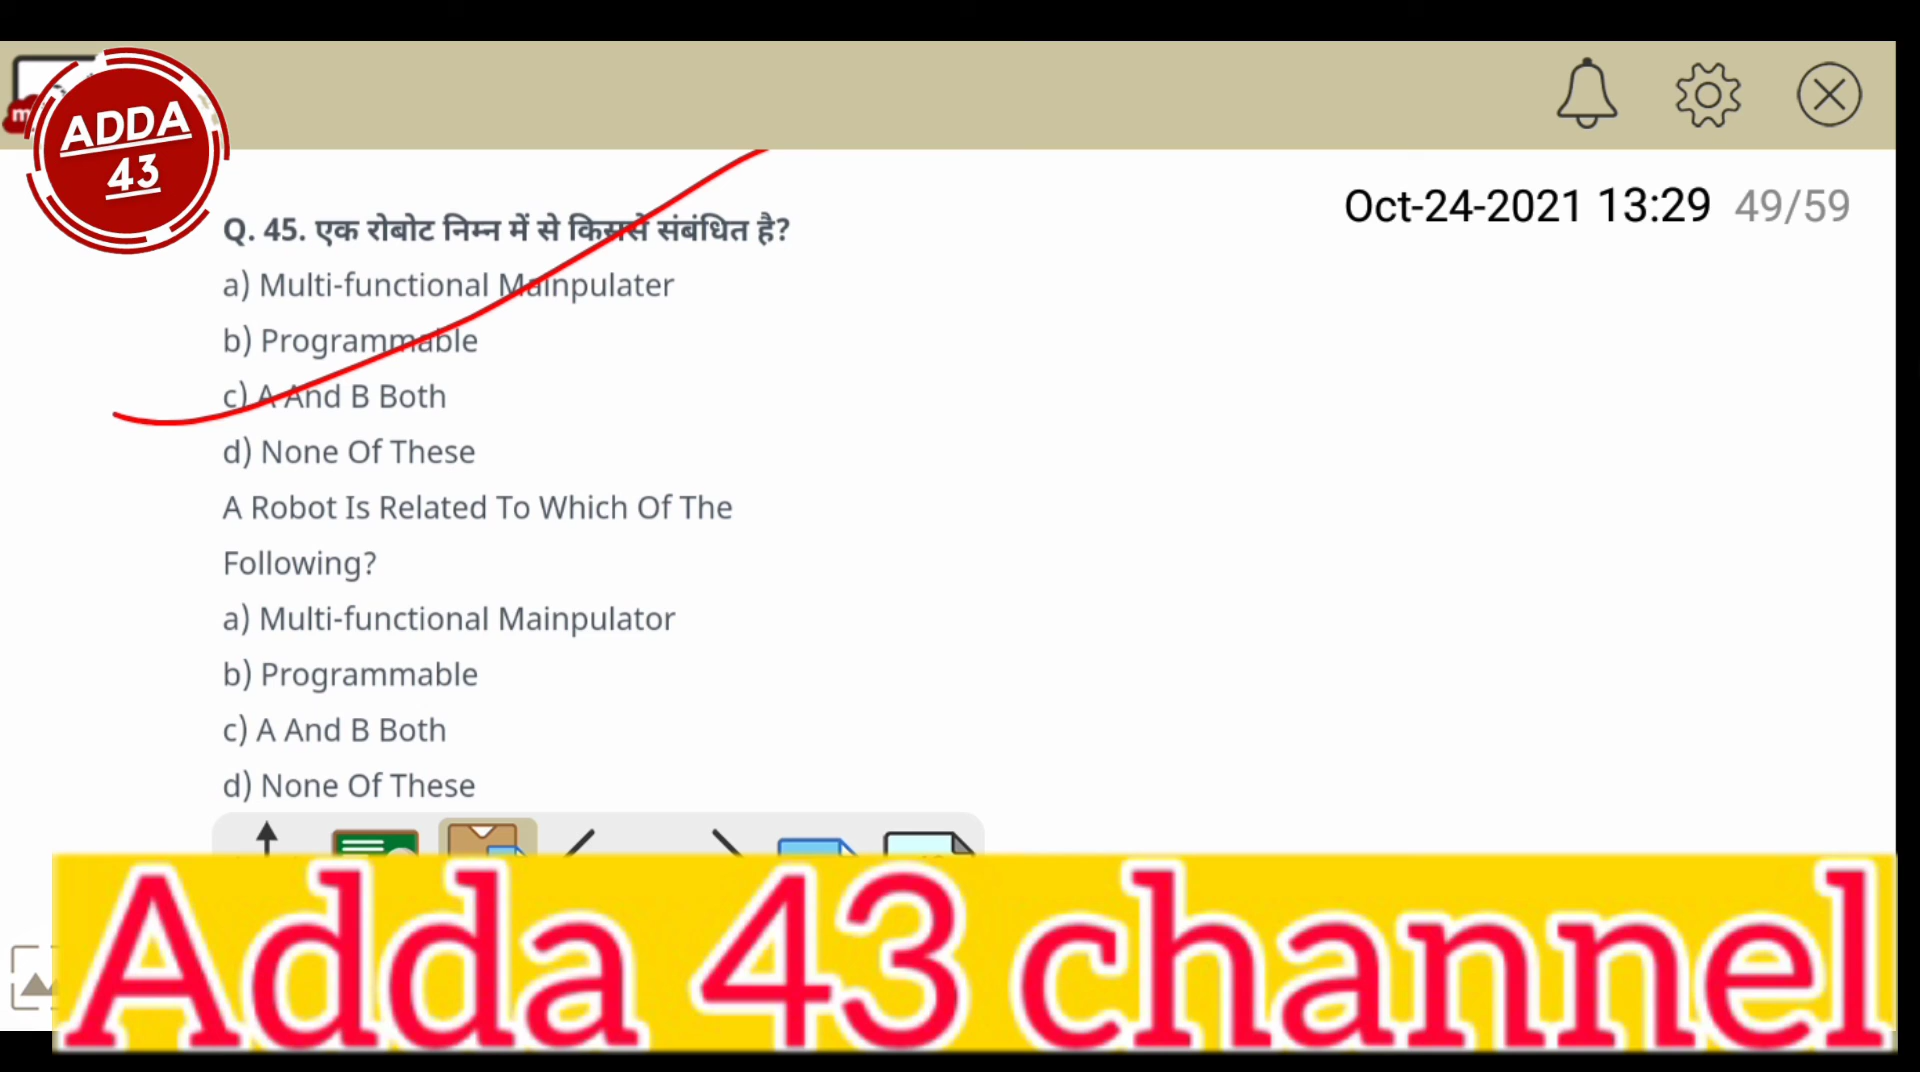 ADDA
43
Oct-24-2021 13:29 49/59
Q. 45. एक रोबोट निम्न में से किससे संबंधित है?
a) Multi-functional Mainpulater
b) Programmable
c) A And B Both
d) None Of These
A Robot Is Related To Which Of The
Following?
a) Multi-functional Mainpulator
b) Programmable
c) A And B Both
d) None Of These
Adda 43 channel